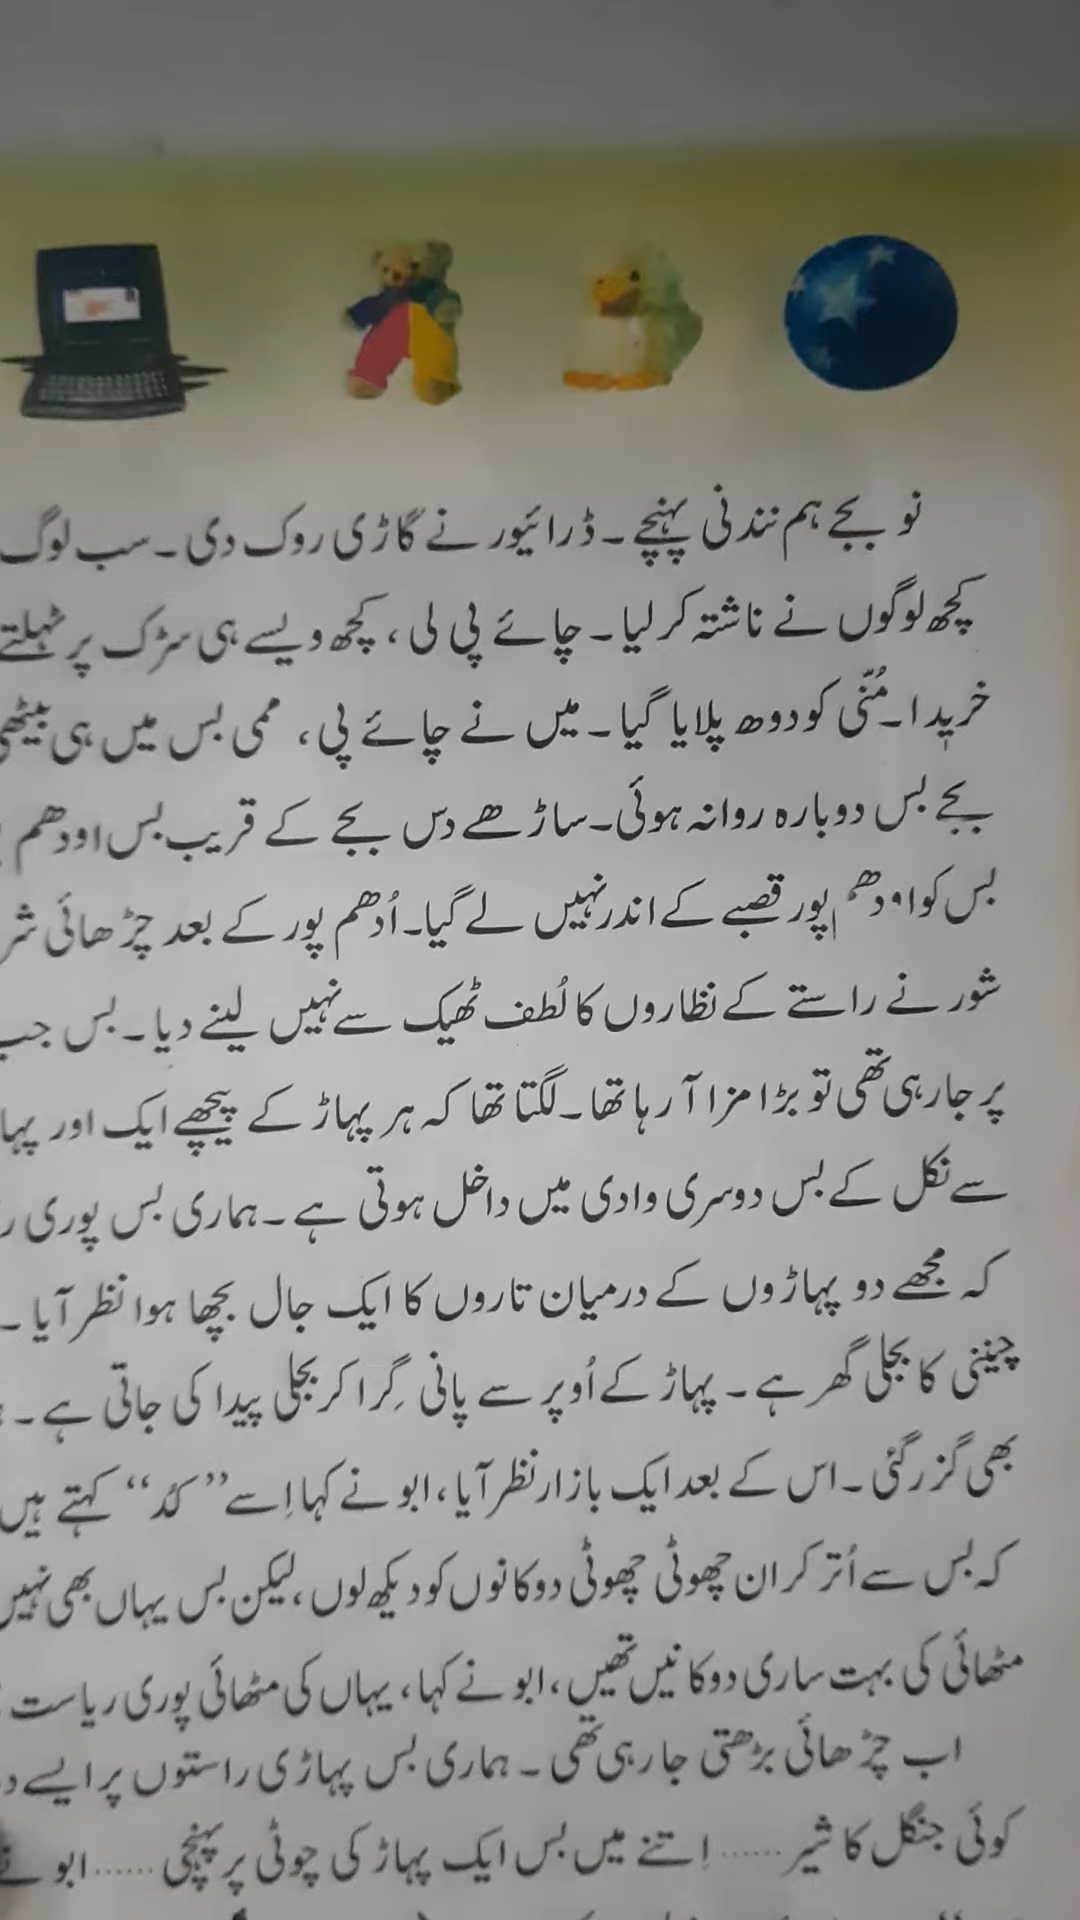 نو بجے ہم نندنی پہنچے۔ ڈرائیور نے گاڑی روک دی۔ سب لوگ
کچھ لوگوں نے ناشتہ کر لیا۔ چائے پی لی، کچھ ویسے ہی سڑک پر ٹہلتے
خریدا۔ مُنّی کو دودھ پلایا گیا۔ میں نے چائے پی، ممی بس میں ہی بیٹھی
بجے بس دوبارہ روانہ ہوئی۔ ساڑھے دس بجے کے قریب بس اودھم
بس کو اودھم پور قصبے کے اندر نہیں لے گیا۔ اُدھم پور کے بعد چڑھائی
شور نے راستے کے نظاروں کا لُطف ٹھیک سے نہیں لینے دیا۔ بس جب
پر جا رہی تھی تو بڑا مزا آ رہا تھا۔ لگتا تھا کہ ہر پہاڑ کے پیچھے ایک اور
سے نکل کے بس دوسری وادی میں داخل ہوتی ہے۔ ہماری بس پوری
کہ مجھے دو پہاڑوں کے درمیان تاروں کا ایک جال بچھا ہوا نظر آیا۔
چنینی کا بجلی گھر ہے۔ پہاڑ کے اُوپر سے پانی گِرا کر بجلی پیدا کی جاتی ہے۔
بھی گزر گئی۔ اس کے بعد ایک بازار نظر آیا، ابو نے کہا اِسے ”کُد“ کہتے ہیں
کہ بس سے اُتر کر ان چھوٹی چھوٹی دوکانوں کو دیکھ لوں، لیکن بس یہاں بھی نہیں
مٹھائی کی بہت ساری دوکانیں تھیں، ابو نے کہا، یہاں کی مٹھائی پوری ریاست
اب چڑھائی بڑھتی جا رہی تھی۔ ہماری بس پہاڑی راستوں پر ایسے
کوئی جنگل کا شیر...... اِتنے میں بس ایک پہاڑ کی چوٹی پر پہنچی...... ابو نے